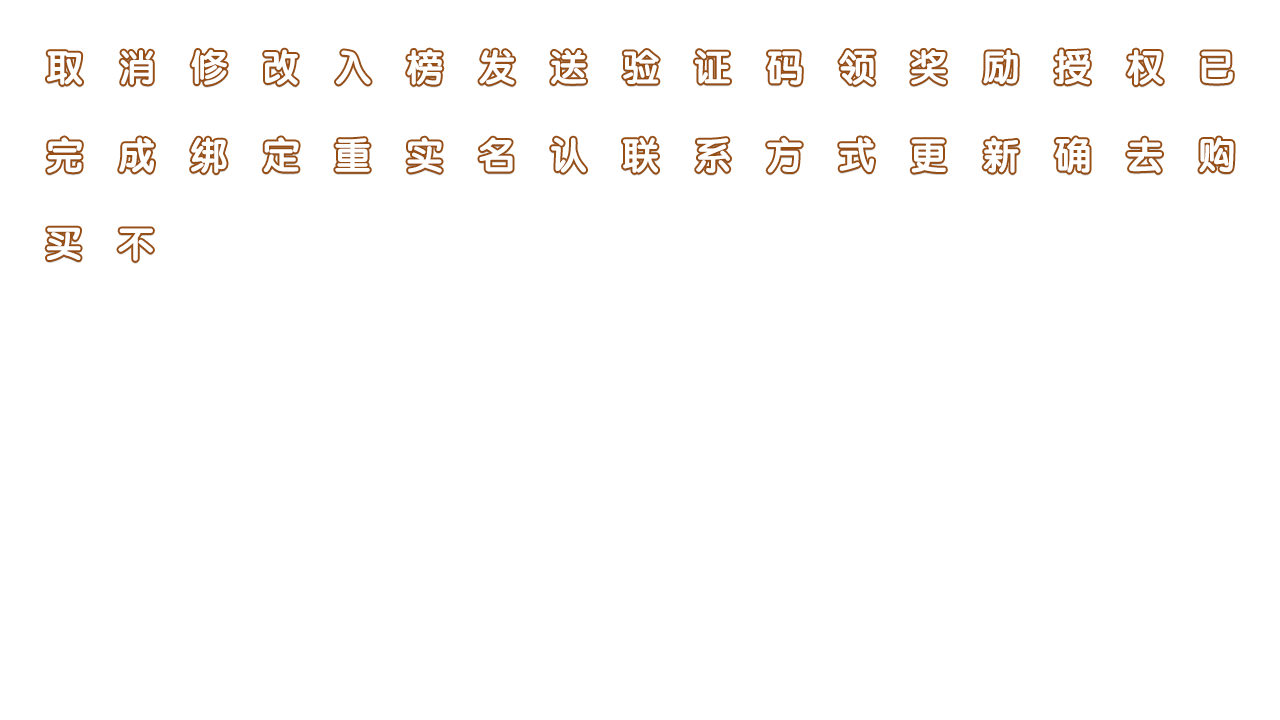 取消修改入榜发送验证码领奖励授权已
完成绑定重实名认联系方式更新确去购
买不